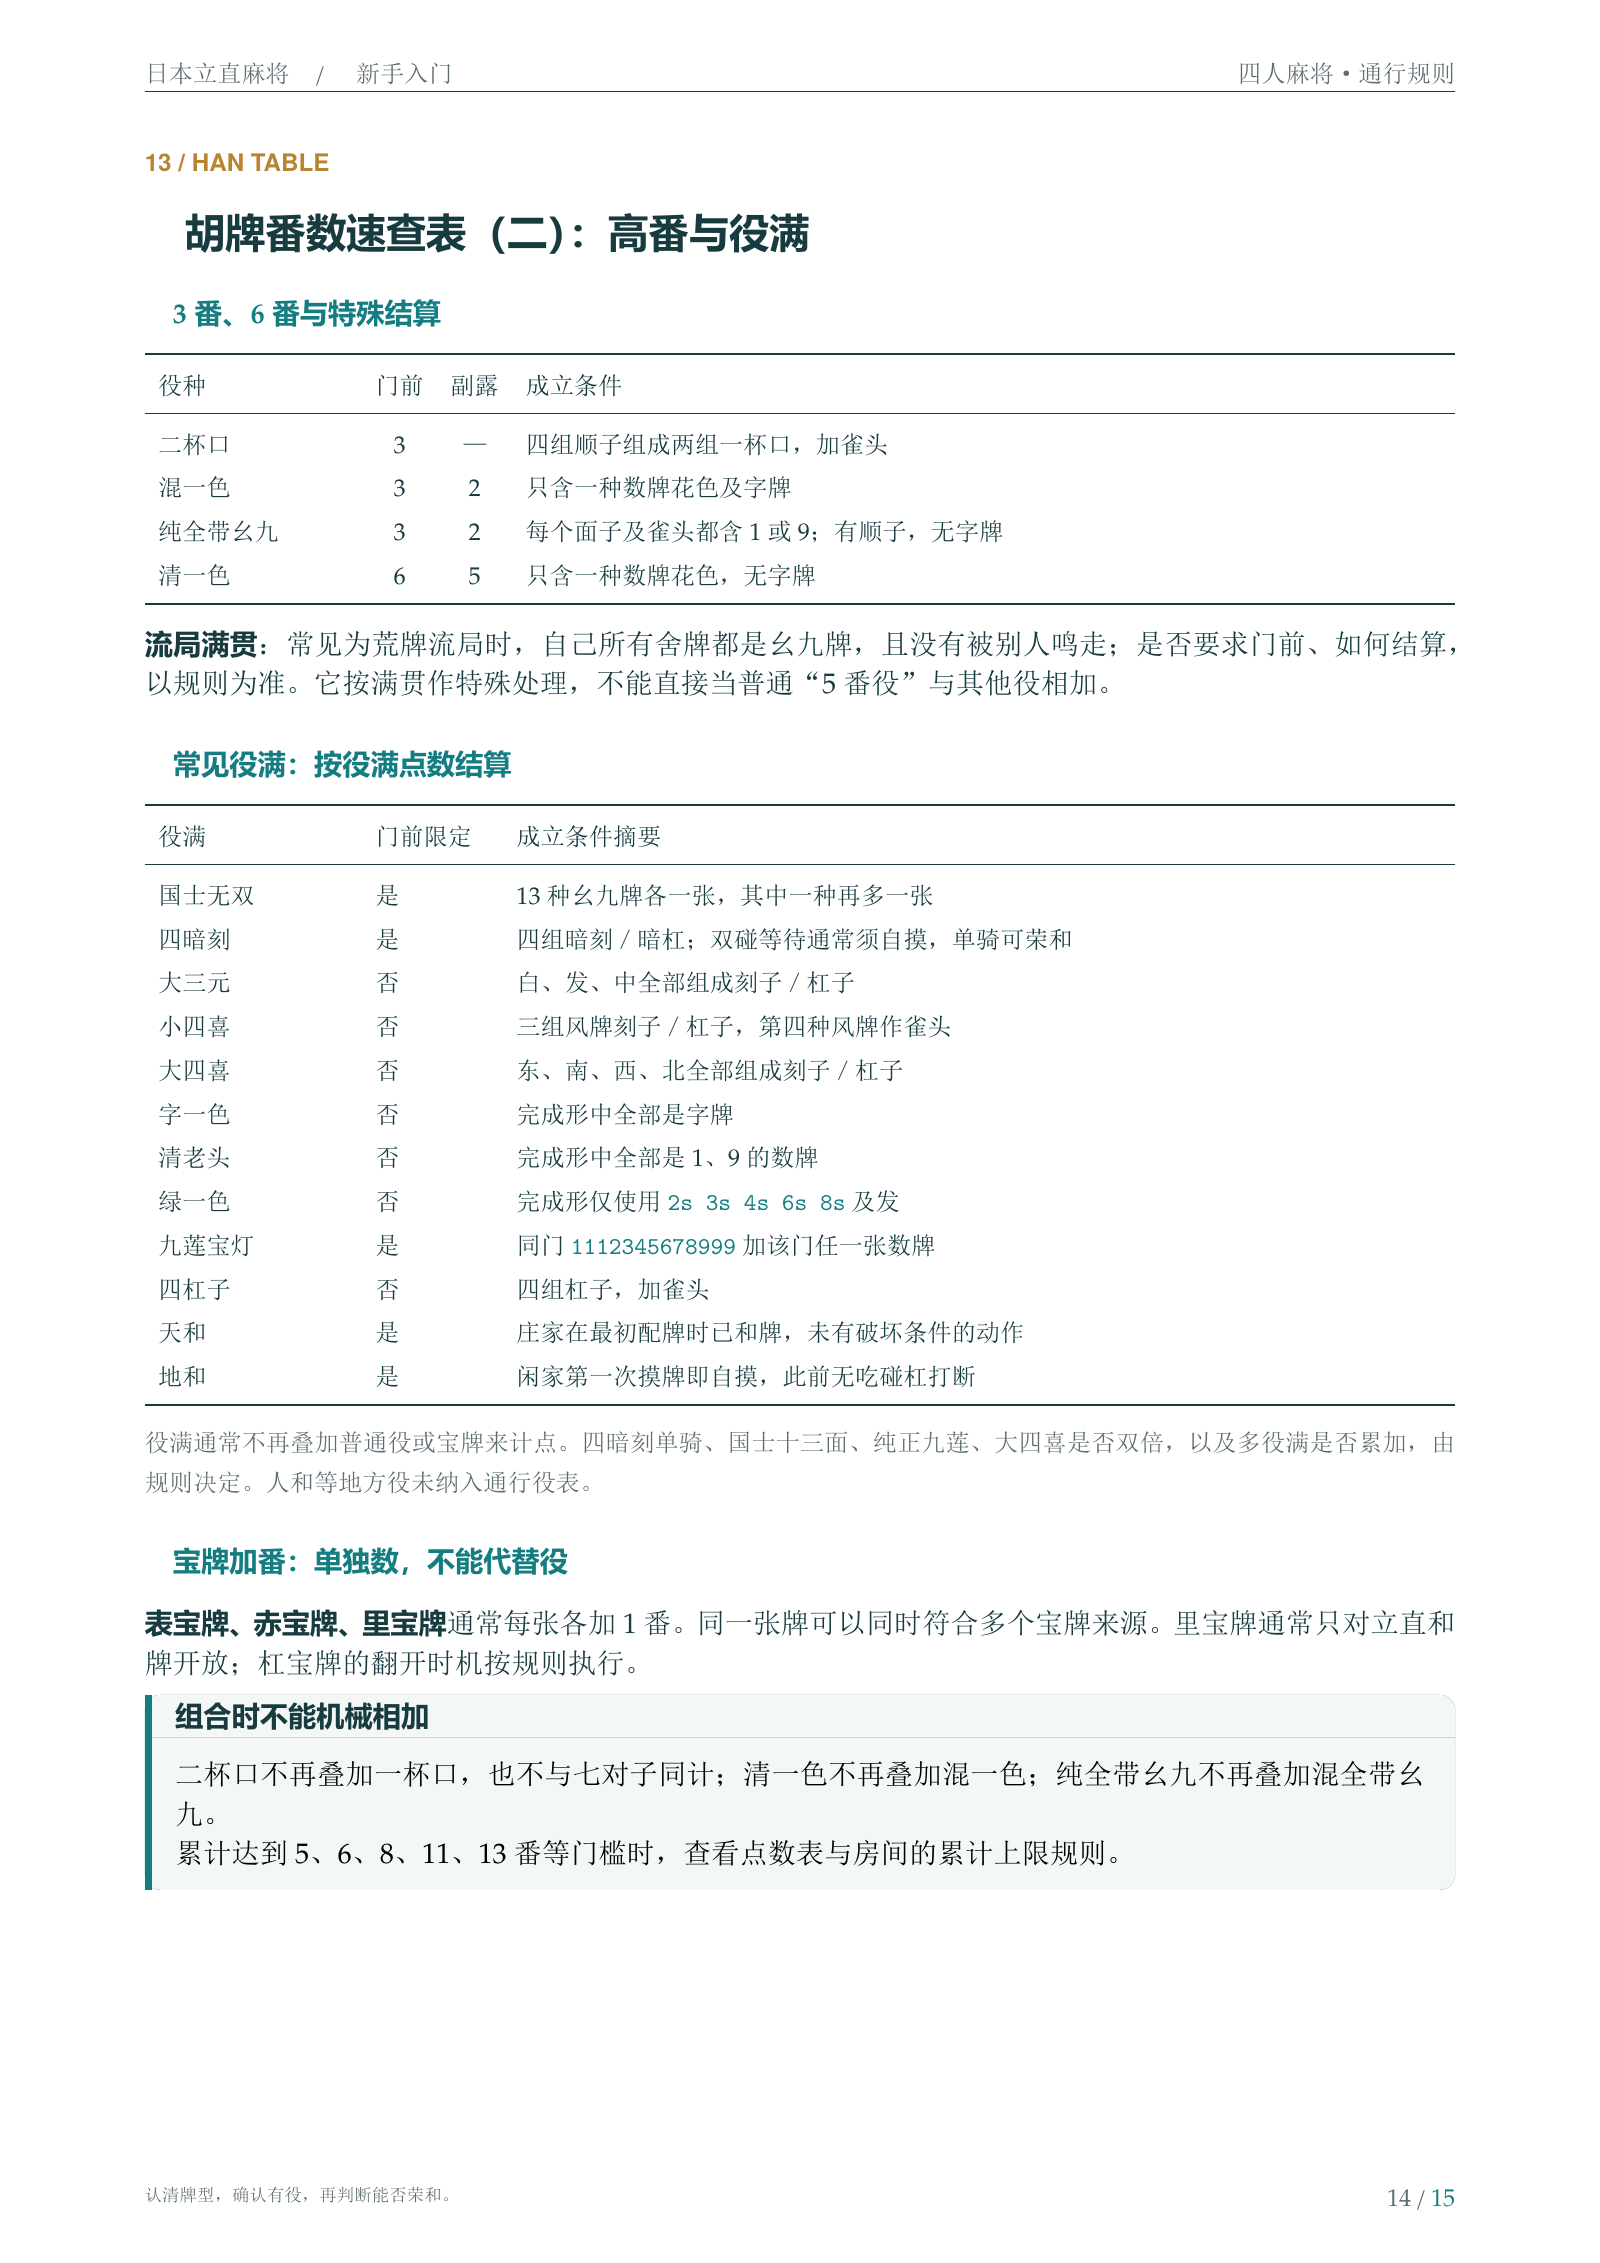 日本立直麻将 / 新手入门 四人麻将·通行规则
13 / HAN TABLE
胡牌番数速查表（二）：高番与役满
3 番、6 番与特殊结算
役种 门前 副露 成立条件
二杯口 3 — 四组顺子组成两组一杯口，加雀头
混一色 3 2 只含一种数牌花色及字牌
纯全带幺九 3 2 每个面子及雀头都含 1 或 9；有顺子，无字牌
清一色 6 5 只含一种数牌花色，无字牌
流局满贯：常见为荒牌流局时，自己所有舍牌都是幺九牌，且没有被别人鸣走；是否要求门前、如何结算，
以规则为准。它按满贯作特殊处理，不能直接当普通“5 番役”与其他役相加。
常见役满：按役满点数结算
役满 门前限定 成立条件摘要
国士无双 是 13 种幺九牌各一张，其中一种再多一张
四暗刻 是 四组暗刻 / 暗杠；双碰等待通常须自摸，单骑可荣和
大三元 否 白、发、中全部组成刻子 / 杠子
小四喜 否 三组风牌刻子 / 杠子，第四种风牌作雀头
大四喜 否 东、南、西、北全部组成刻子 / 杠子
字一色 否 完成形中全部是字牌
清老头 否 完成形中全部是 1、9 的数牌
绿一色 否 完成形仅使用 2s 3s 4s 6s 8s 及发
九莲宝灯 是 同门 1112345678999 加该门任一张数牌
四杠子 否 四组杠子，加雀头
天和 是 庄家在最初配牌时已和牌，未有破坏条件的动作
地和 是 闲家第一次摸牌即自摸，此前无吃碰杠打断
役满通常不再叠加普通役或宝牌来计点。四暗刻单骑、国士十三面、纯正九莲、大四喜是否双倍，以及多役满是否累加，由
规则决定。人和等地方役未纳入通行役表。
宝牌加番：单独数，不能代替役
表宝牌、赤宝牌、里宝牌通常每张各加 1 番。同一张牌可以同时符合多个宝牌来源。里宝牌通常只对立直和
牌开放；杠宝牌的翻开时机按规则执行。
组合时不能机械相加
二杯口不再叠加一杯口，也不与七对子同计；清一色不再叠加混一色；纯全带幺九不再叠加混全带幺
九。
累计达到 5、6、8、11、13 番等门槛时，查看点数表与房间的累计上限规则。
认清牌型，确认有役，再判断能否荣和。 14 / 15